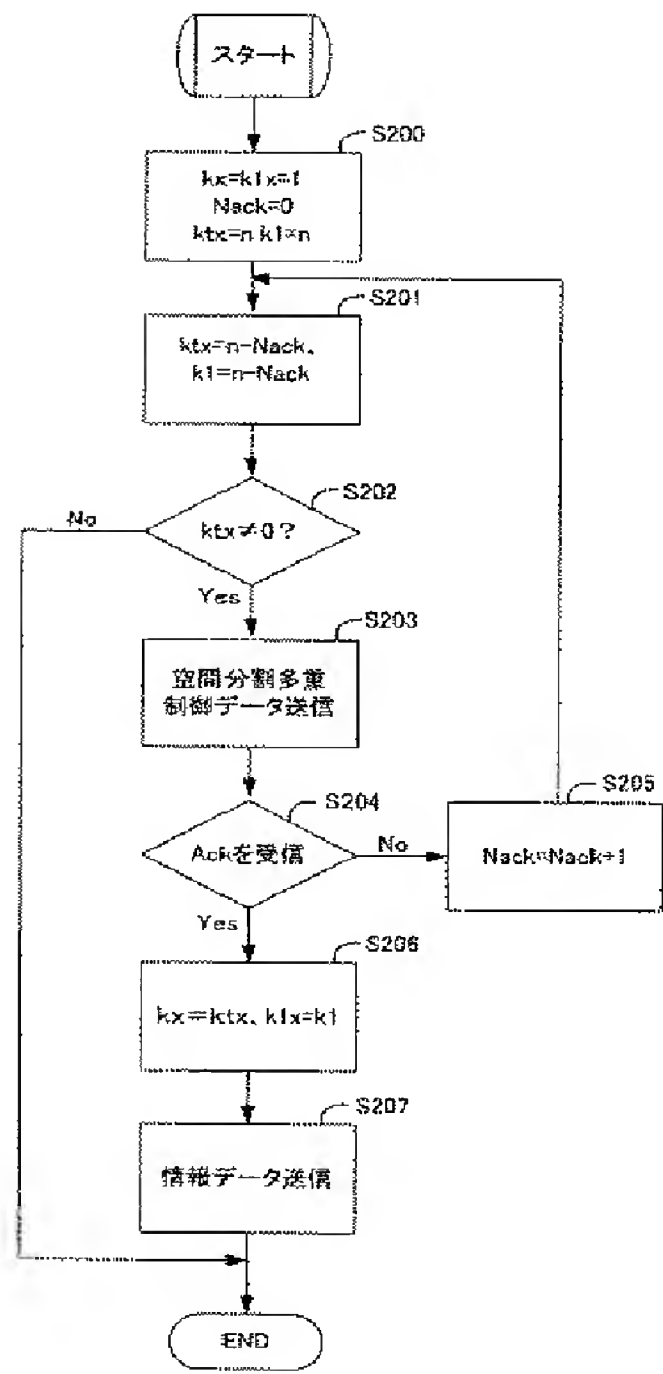 スタート
S200
kx=k1x=1
Nack=0
ktx=n k1=n
S201
ktx=n-Nack、
k1=n-Nack
S202
No
ktx≠0?
Yes
S203
空間分割多重
制御データ送信
S204
S205
Ackを受信
No
Nack=Nack+1
Yes
S206
kx=ktx、k1x=k1
S207
情報データ送信
END